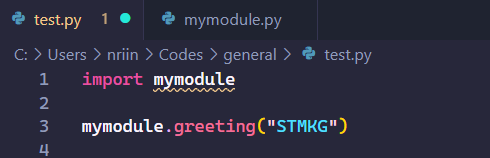 test.py 1 mymodule.py
C: > Users > nriin > Codes > general > test.py
1 import mymodule
2
3 mymodule.greeting("STMKG")
4